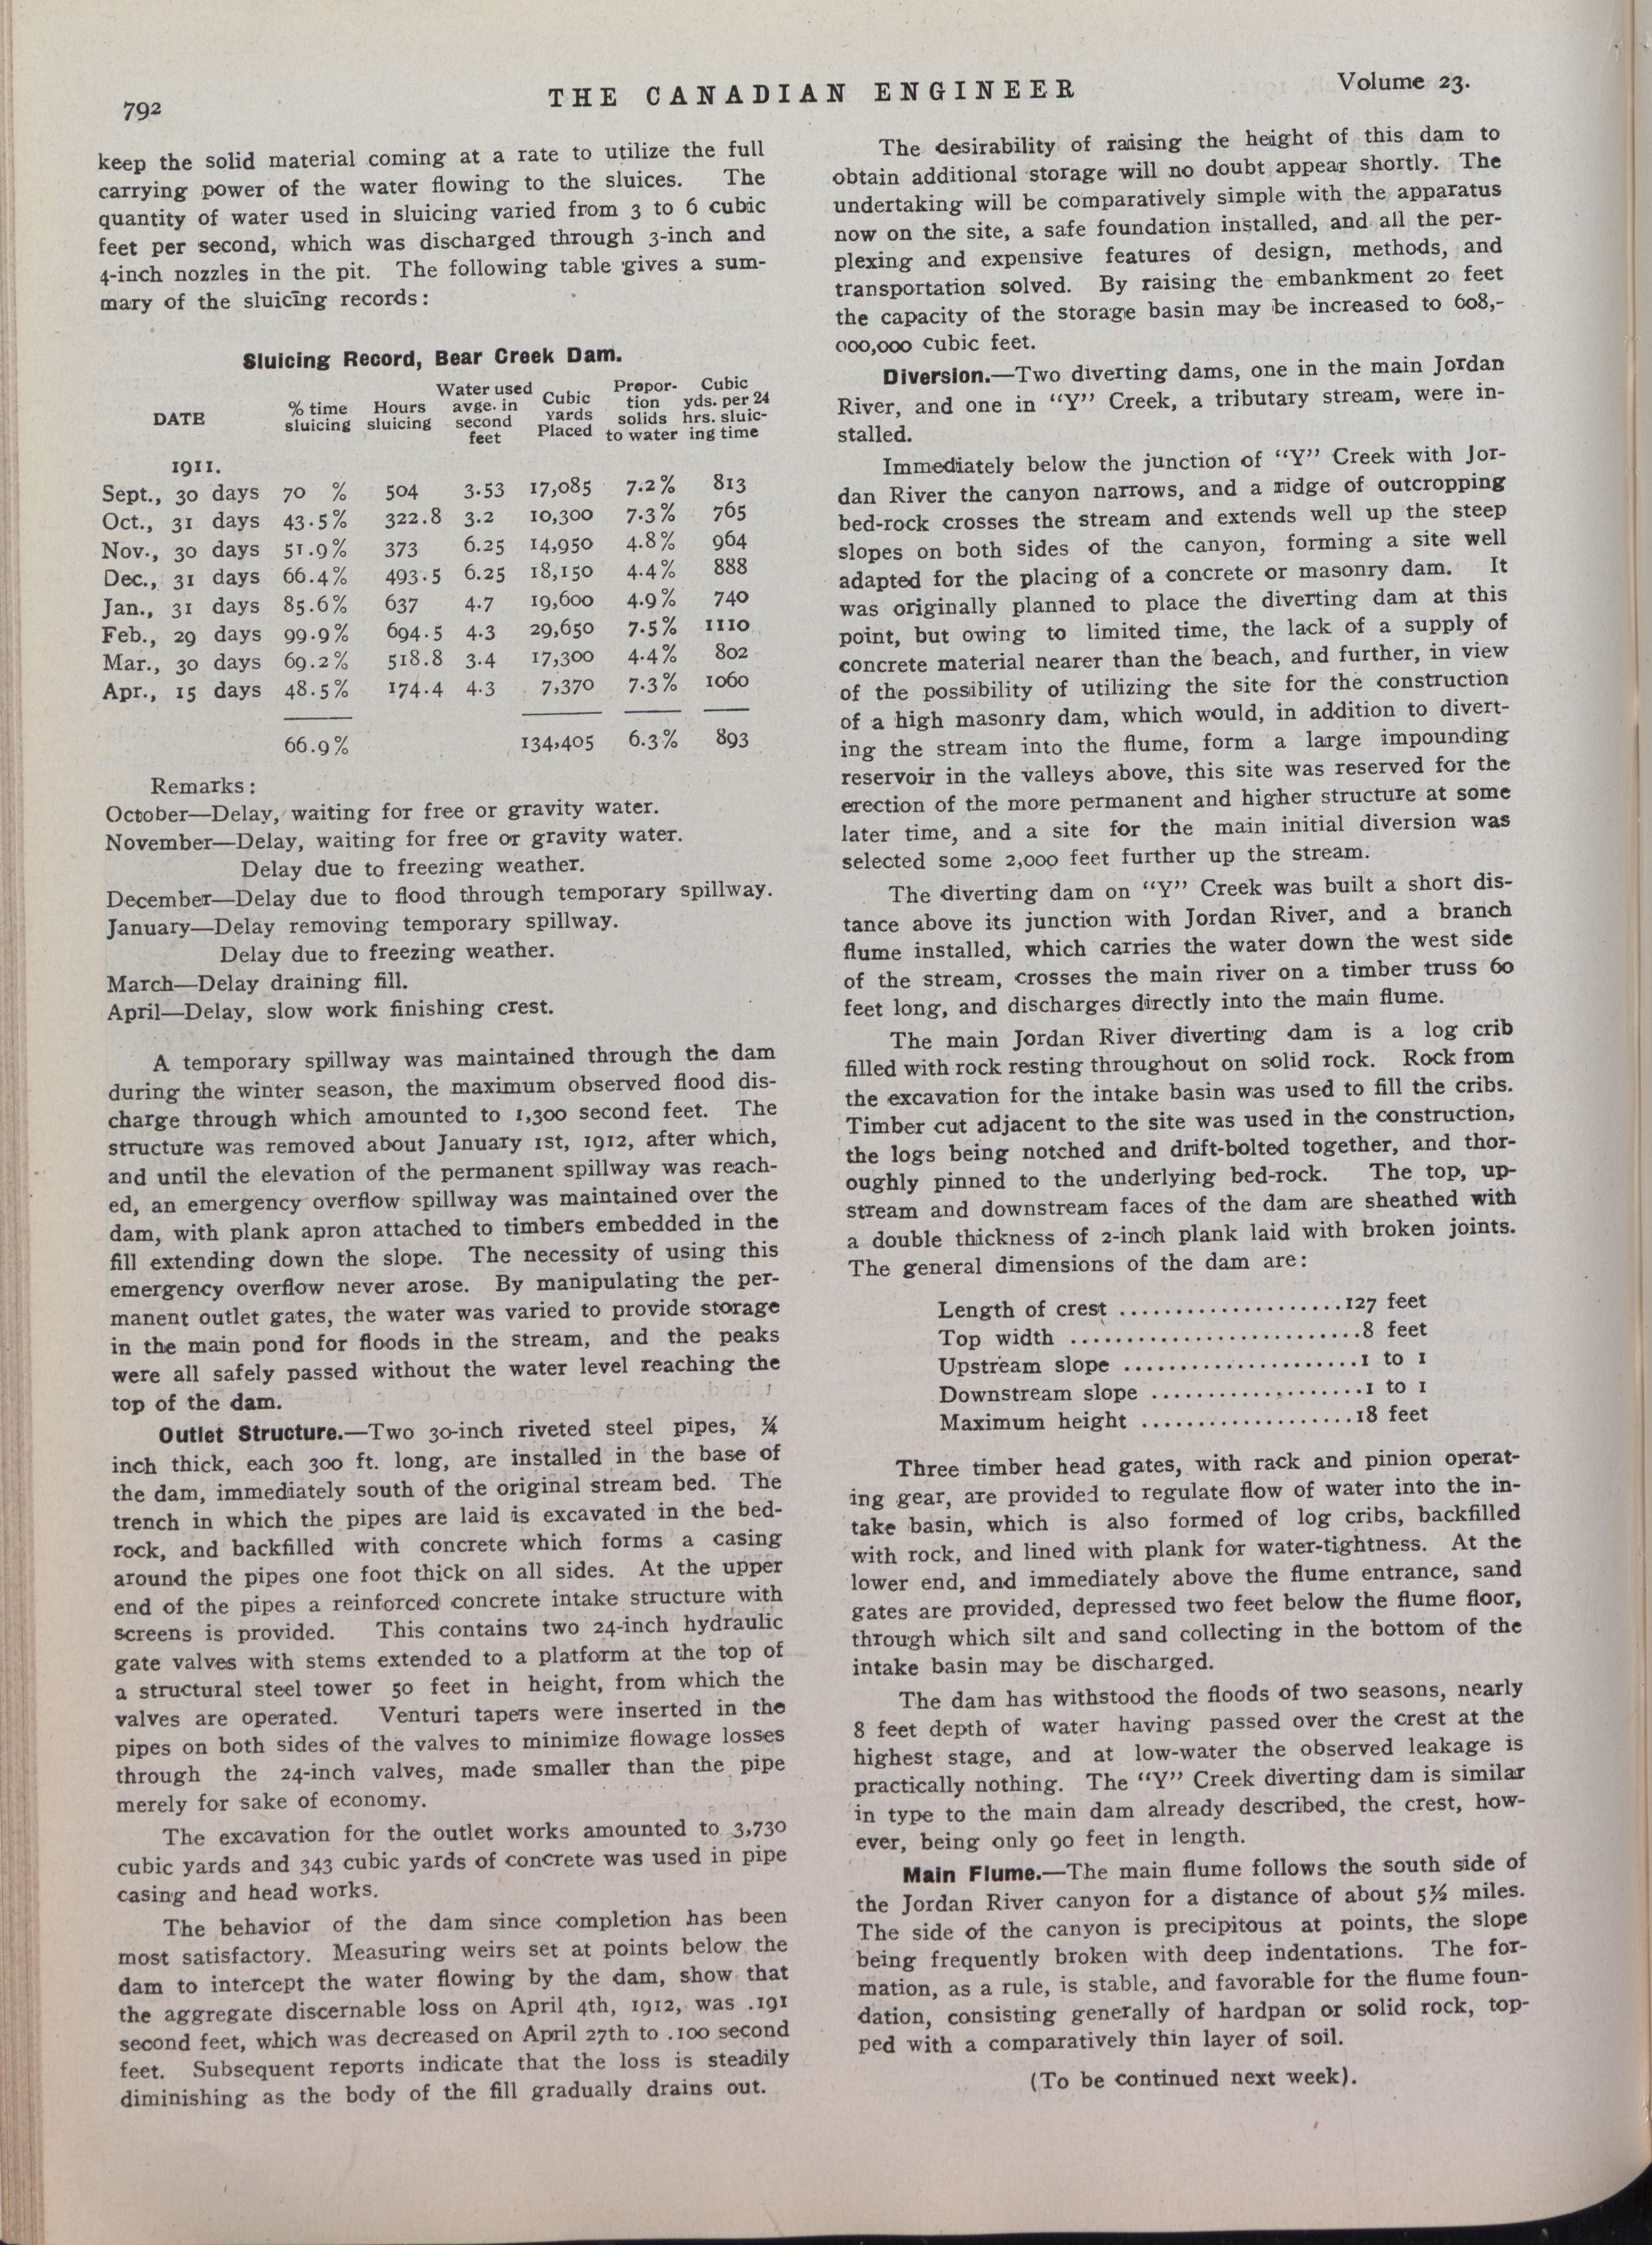 792
THE CANADIAN ENGINEER
Volume 23.
keep the solid material coming at a rate to utilize the full
carrying power of the water flowing to the sluices. The
quantity of water used in sluicing varied from 3 to 6 cubic
feet per second, which was discharged through 3-inch and
4-inch nozzles in the pit. The following table gives a sum-
mary of the sluicing records:
Sluicing Record, Bear Creek Dam.
DATE | % time sluicing | Hours sluicing | Water used avge. in second feet | Cubic yards Placed | Propor- tion solids to water | Cubic yds. per 24 hrs. sluic- ing time
1911.
Sept., 30 days 70 % 504 3.53 17,085 7.2% 813
Oct., 31 days 43.5% 322.8 3.2 10,300 7.3% 765
Nov., 30 days 51.9% 373 6.25 14,950 4.8% 964
Dec., 31 days 66.4% 493.5 6.25 18,150 4.4% 888
Jan., 31 days 85.6% 637 4.7 19,600 4.9% 740
Feb., 29 days 99.9% 694.5 4.3 29,650 7.5% 1110
Mar., 30 days 69.2% 518.8 3.4 17,300 4.4% 802
Apr., 15 days 48.5% 174.4 4.3 7,370 7.3% 1060
66.9% 134,405 6.3% 893
Remarks:
October—Delay, waiting for free or gravity water.
November—Delay, waiting for free or gravity water.
Delay due to freezing weather.
December—Delay due to flood through temporary spillway.
January—Delay removing temporary spillway.
Delay due to freezing weather.
March—Delay draining fill.
April—Delay, slow work finishing crest.
A temporary spillway was maintained through the dam
during the winter season, the maximum observed flood dis-
charge through which amounted to 1,300 second feet. The
structure was removed about January 1st, 1912, after which,
and until the elevation of the permanent spillway was reach-
ed, an emergency overflow spillway was maintained over the
dam, with plank apron attached to timbers embedded in the
fill extending down the slope. The necessity of using this
emergency overflow never arose. By manipulating the per-
manent outlet gates, the water was varied to provide storage
in the main pond for floods in the stream, and the peaks
were all safely passed without the water level reaching the
top of the dam.
Outlet Structure.—Two 30-inch riveted steel pipes, ¼
inch thick, each 300 ft. long, are installed in the base of
the dam, immediately south of the original stream bed. The
trench in which the pipes are laid is excavated in the bed-
rock, and backfilled with concrete which forms a casing
around the pipes one foot thick on all sides. At the upper
end of the pipes a reinforced concrete intake structure with
screens is provided. This contains two 24-inch hydraulic
gate valves with stems extended to a platform at the top of
a structural steel tower 50 feet in height, from which the
valves are operated. Venturi tapers were inserted in the
pipes on both sides of the valves to minimize flowage losses
through the 24-inch valves, made smaller than the pipe
merely for sake of economy.
The excavation for the outlet works amounted to 3,730
cubic yards and 343 cubic yards of concrete was used in pipe
casing and head works.
The behavior of the dam since completion has been
most satisfactory. Measuring weirs set at points below the
dam to intercept the water flowing by the dam, show that
the aggregate discernable loss on April 4th, 1912, was .191
second feet, which was decreased on April 27th to .100 second
feet. Subsequent reports indicate that the loss is steadily
diminishing as the body of the fill gradually drains out.
The desirability of raising the height of this dam to
obtain additional storage will no doubt appear shortly. The
undertaking will be comparatively simple with the apparatus
now on the site, a safe foundation installed, and all the per-
plexing and expensive features of design, methods, and
transportation solved. By raising the embankment 20 feet
the capacity of the storage basin may be increased to 608,-
000,000 cubic feet.
Diversion.—Two diverting dams, one in the main Jordan
River, and one in "Y" Creek, a tributary stream, were in-
stalled.
Immediately below the junction of "Y" Creek with Jor-
dan River the canyon narrows, and a ridge of outcropping
bed-rock crosses the stream and extends well up the steep
slopes on both sides of the canyon, forming a site well
adapted for the placing of a concrete or masonry dam. It
was originally planned to place the diverting dam at this
point, but owing to limited time, the lack of a supply of
concrete material nearer than the beach, and further, in view
of the possibility of utilizing the site for the construction
of a high masonry dam, which would, in addition to divert-
ing the stream into the flume, form a large impounding
reservoir in the valleys above, this site was reserved for the
erection of the more permanent and higher structure at some
later time, and a site for the main initial diversion was
selected some 2,000 feet further up the stream.
The diverting dam on "Y" Creek was built a short dis-
tance above its junction with Jordan River, and a branch
flume installed, which carries the water down the west side
of the stream, crosses the main river on a timber truss 60
feet long, and discharges directly into the main flume.
The main Jordan River diverting dam is a log crib
filled with rock resting throughout on solid rock. Rock from
the excavation for the intake basin was used to fill the cribs.
Timber cut adjacent to the site was used in the construction,
the logs being notched and drift-bolted together, and thor-
oughly pinned to the underlying bed-rock. The top, up-
stream and downstream faces of the dam are sheathed with
a double thickness of 2-inch plank laid with broken joints.
The general dimensions of the dam are:
Length of crest ....................127 feet
Top width ..........................8 feet
Upstream slope .....................1 to 1
Downstream slope ...................1 to 1
Maximum height ...................18 feet
Three timber head gates, with rack and pinion operat-
ing gear, are provided to regulate flow of water into the in-
take basin, which is also formed of log cribs, backfilled
with rock, and lined with plank for water-tightness. At the
lower end, and immediately above the flume entrance, sand
gates are provided, depressed two feet below the flume floor,
through which silt and sand collecting in the bottom of the
intake basin may be discharged.
The dam has withstood the floods of two seasons, nearly
8 feet depth of water having passed over the crest at the
highest stage, and at low-water the observed leakage is
practically nothing. The "Y" Creek diverting dam is similar
in type to the main dam already described, the crest, how-
ever, being only 90 feet in length.
Main Flume.—The main flume follows the south side of
the Jordan River canyon for a distance of about 5½ miles.
The side of the canyon is precipitous at points, the slope
being frequently broken with deep indentations. The for-
mation, as a rule, is stable, and favorable for the flume foun-
dation, consisting generally of hardpan or solid rock, top-
ped with a comparatively thin layer of soil.
(To be continued next week).